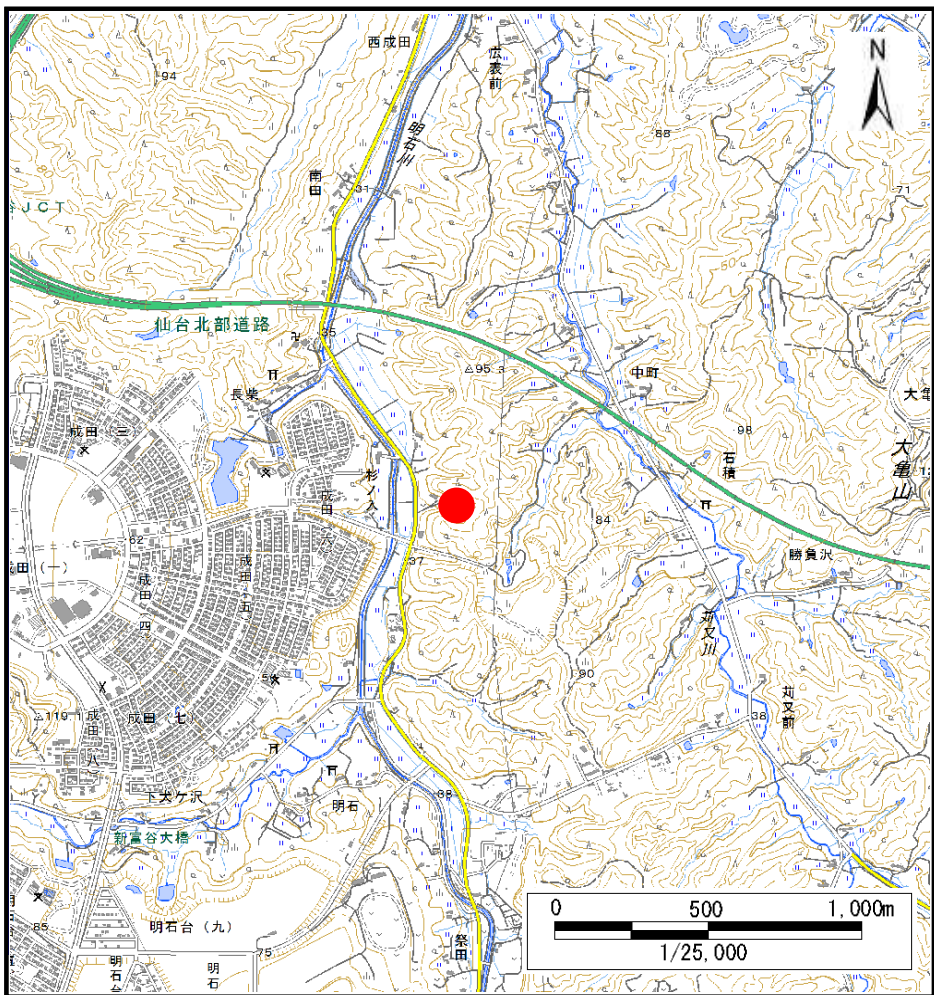 西成田
広表前
N
94
明石川
88
南田
31
71
JCT
60
仙台北部道路
35
95.3
中町
長柴
大亀
成田 三
98
大亀山
石積
杉ノ入
成田 六
84
62
37
勝負沢
田(一)
成田 四
成田 五
苅又川
90
苅又前
119.1
成田 七
成田 八
38
下犬ケ沢
明石
38
新富谷大橋
0 500 1,000m
1/25,000
85
明石台(九)
75
祭田
明石台
明石